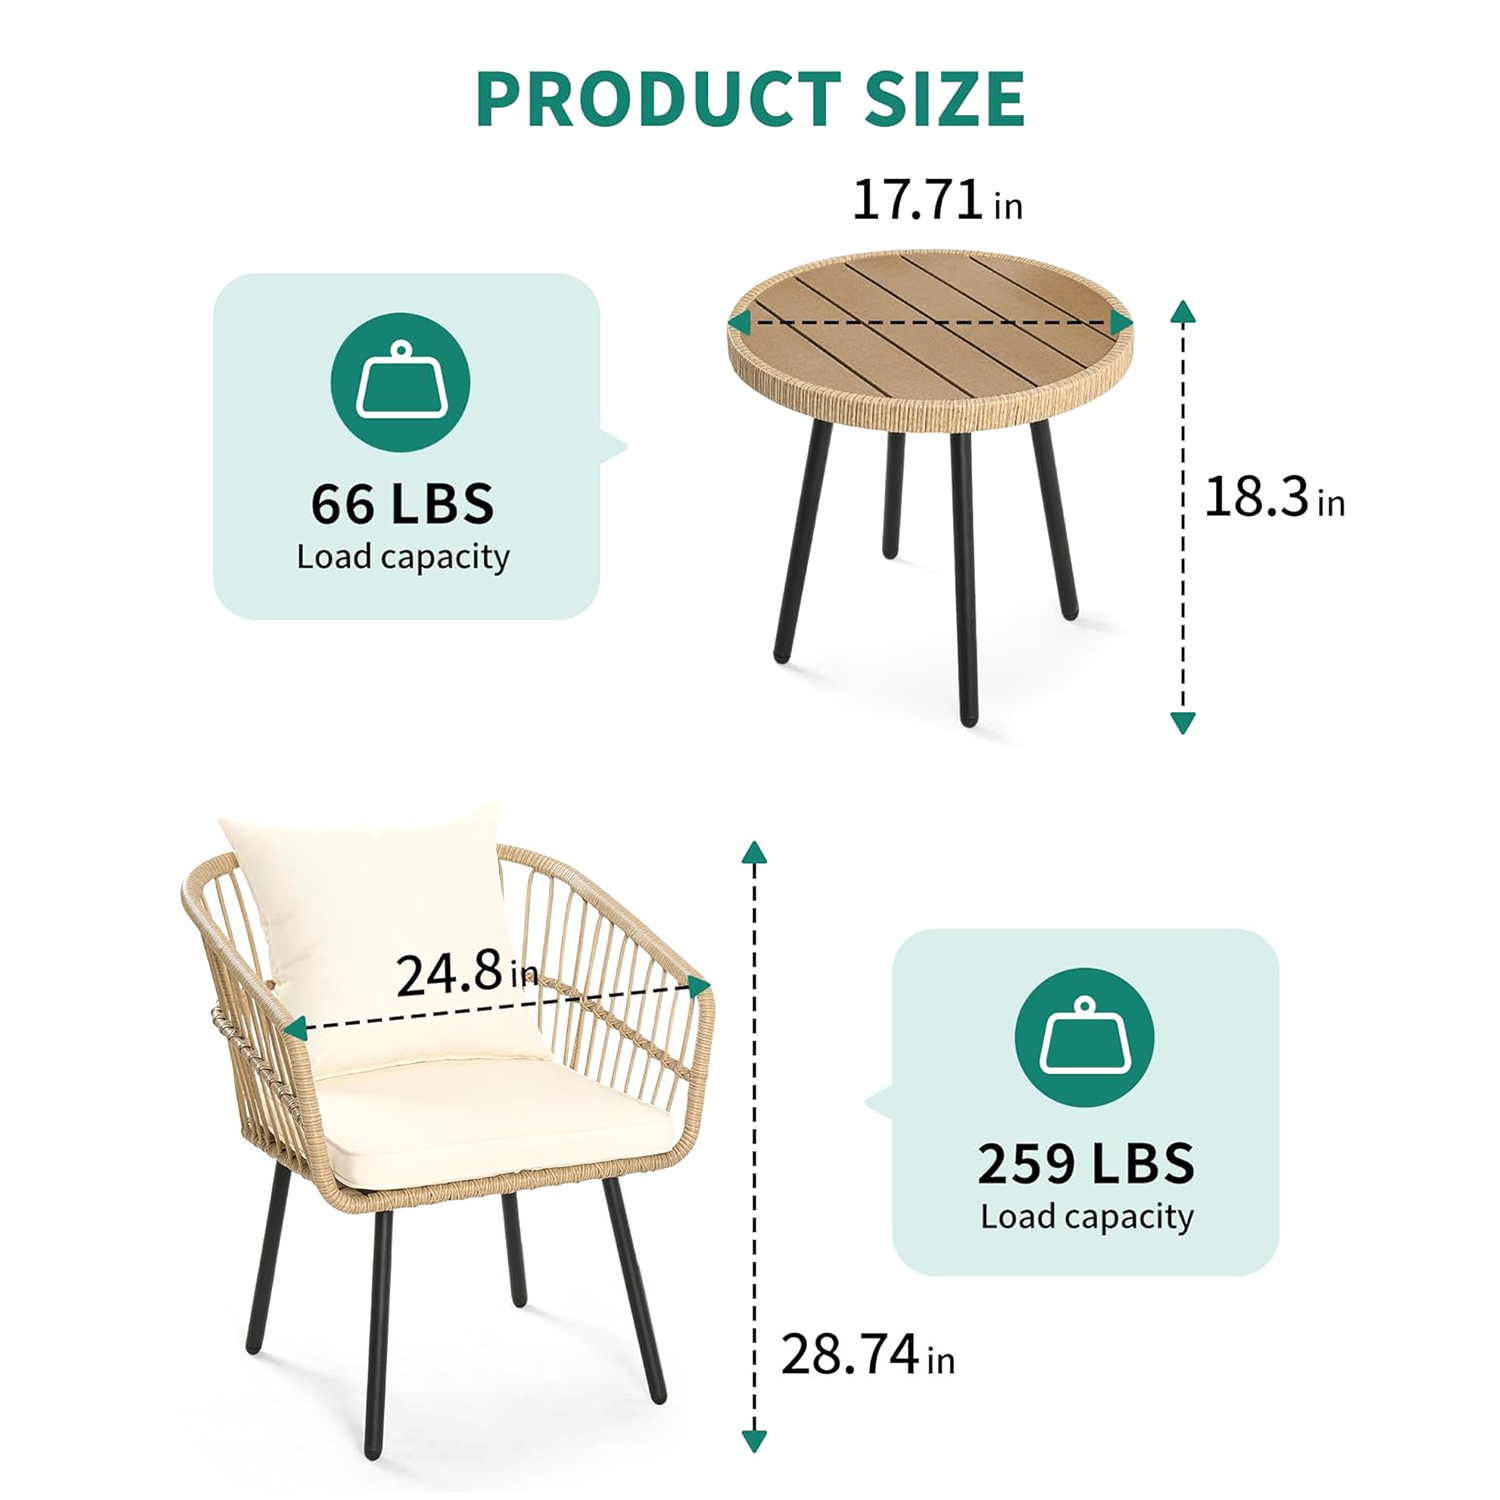 PRODUCT SIZE
17.71 in
66 LBS
Load capacity
18.3 in
24.8 in
259 LBS
Load capacity
28.74 in